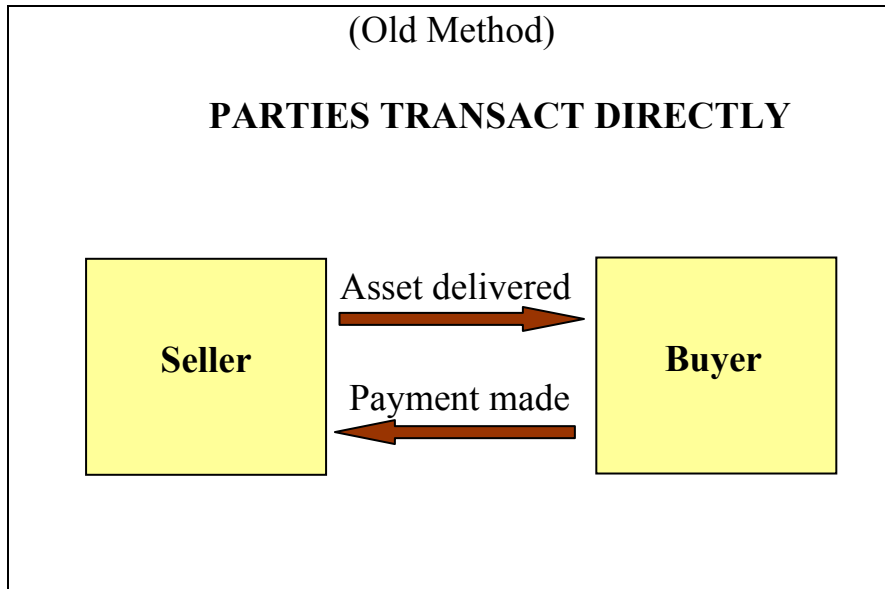 (Old Method)
PARTIES TRANSACT DIRECTLY
Asset delivered
Seller
Buyer
Payment made